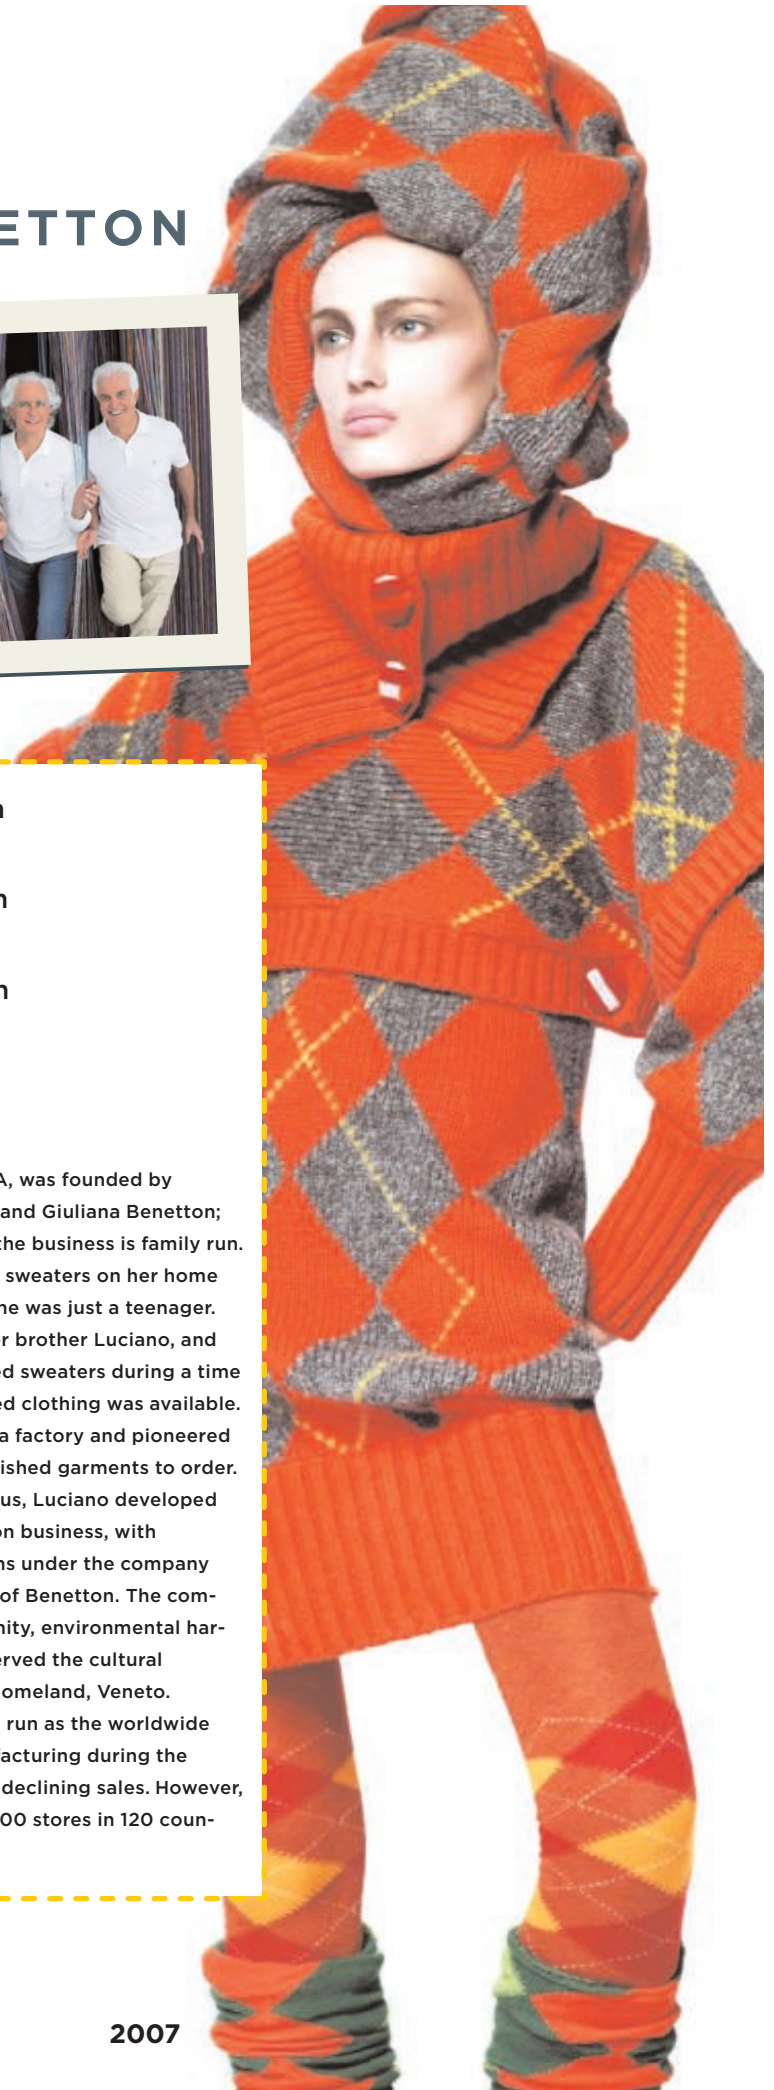 ETTON
n
n
n
A, was founded by
and Giuliana Benetton;
the business is family run.
sweaters on her home
he was just a teenager.
r brother Luciano, and
ed sweaters during a time
ed clothing was available.
a factory and pioneered
ished garments to order.
us, Luciano developed
on business, with
ns under the company
of Benetton. The com-
nity, environmental har-
erved the cultural
omeland, Veneto.
run as the worldwide
facturing during the
declining sales. However,
00 stores in 120 coun-
2007